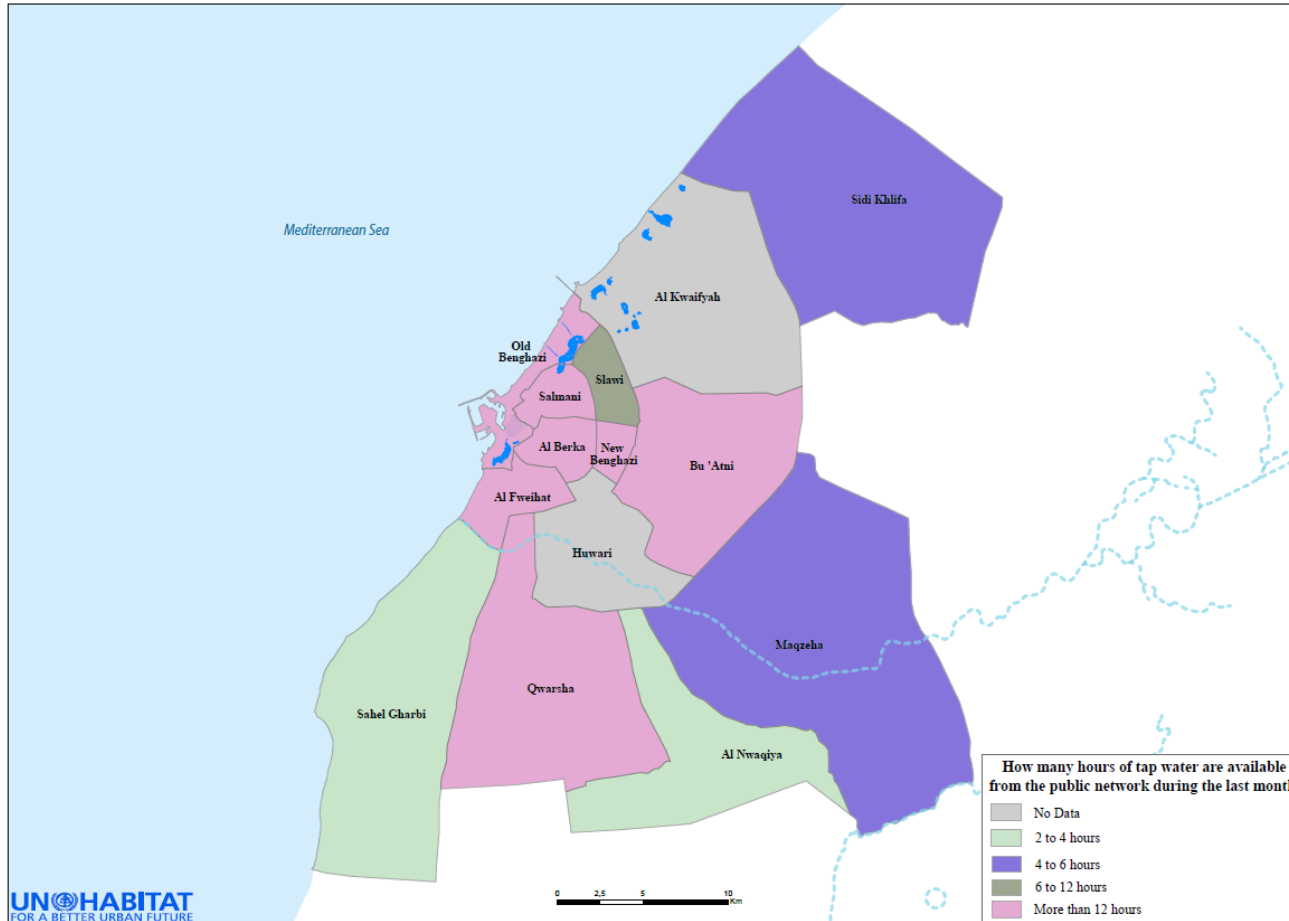 Sidi Khlifa
Mediterranean Sea
Al Kwaifyah
Old
Benghazi
Slawi
Salmani
Al Berka
New
Benghazi
Bu 'Atni
Al Fweihat
Huwari
Maqzeha
Qwarsha
Sahel Gharbi
Al Nwaqiya
How many hours of tap water are available
from the public network during the last month
No Data
2 to 4 hours
4 to 6 hours
6 to 12 hours
More than 12 hours
0 2,5 5 10
Km
UN HABITAT
FOR A BETTER URBAN FUTURE